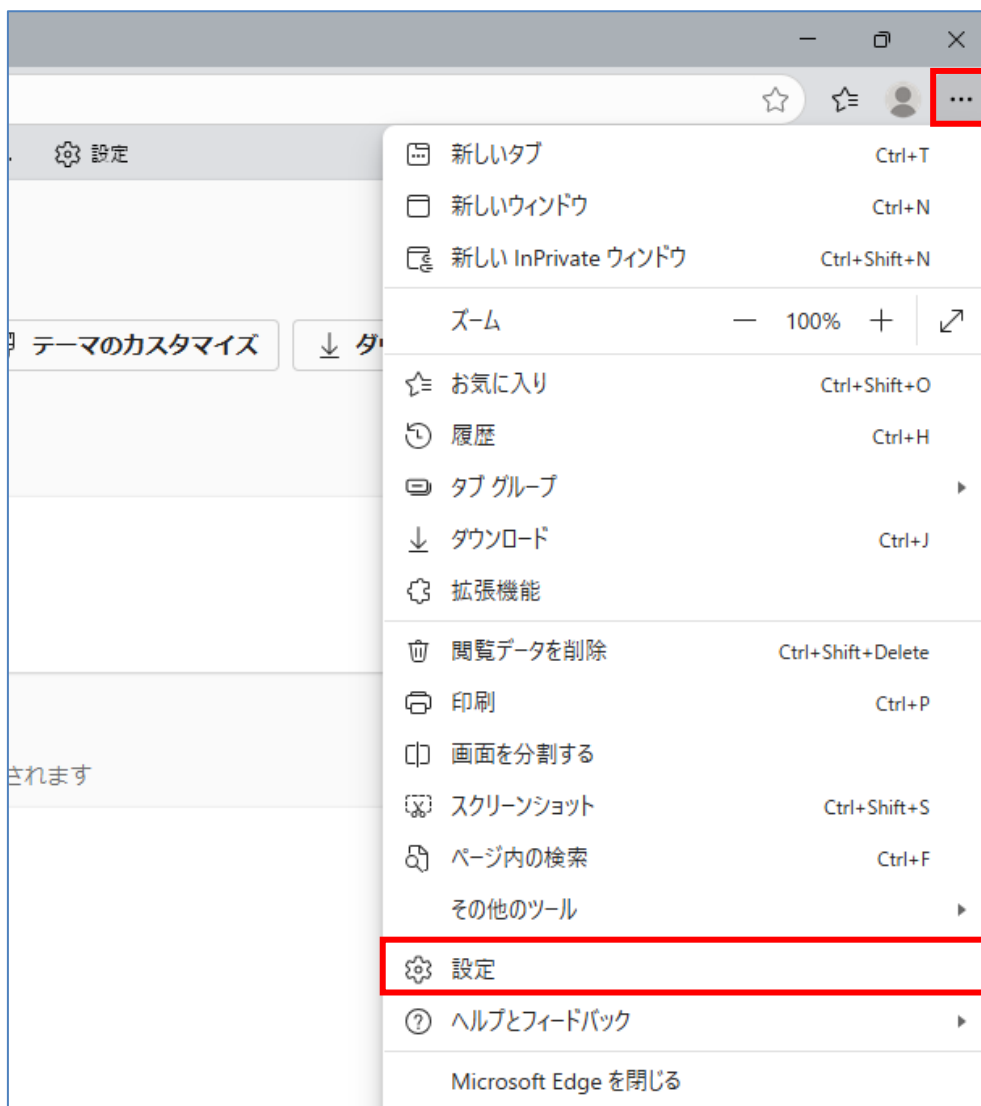 設定
新しいタブ Ctrl+T
新しいウィンドウ Ctrl+N
新しい InPrivate ウィンドウ Ctrl+Shift+N
ズーム 100%
テーマのカスタマイズ
お気に入り Ctrl+Shift+O
履歴 Ctrl+H
タブ グループ
ダウンロード Ctrl+J
拡張機能
閲覧データを削除 Ctrl+Shift+Delete
印刷 Ctrl+P
画面を分割する
されます
スクリーンショット Ctrl+Shift+S
ページ内の検索 Ctrl+F
その他のツール
設定
ヘルプとフィードバック
Microsoft Edge を閉じる